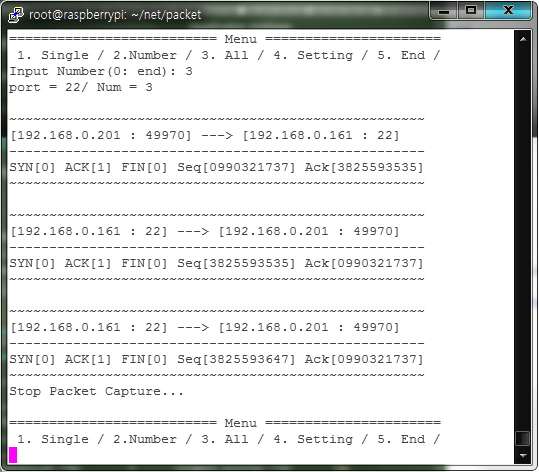 root@raspberrypi: ~/net/packet
=========================== Menu =======================
 1. Single / 2.Number / 3. All / 4. Setting / 5. End /
Input Number(0: end): 3
port = 22/ Num = 3
~~~~~~~~~~~~~~~~~~~~~~~~~~~~~~~~~~~~~~~~~~~~~~~~~~~~~~
[192.168.0.201 : 49970] ---> [192.168.0.161 : 22]
------------------------------------------------------
SYN[0] ACK[1] FIN[0] Seq[0990321737] Ack[3825593535]
~~~~~~~~~~~~~~~~~~~~~~~~~~~~~~~~~~~~~~~~~~~~~~~~~~~~~~
~~~~~~~~~~~~~~~~~~~~~~~~~~~~~~~~~~~~~~~~~~~~~~~~~~~~~~
[192.168.0.161 : 22] ---> [192.168.0.201 : 49970]
------------------------------------------------------
SYN[0] ACK[1] FIN[0] Seq[3825593535] Ack[0990321737]
~~~~~~~~~~~~~~~~~~~~~~~~~~~~~~~~~~~~~~~~~~~~~~~~~~~~~~
~~~~~~~~~~~~~~~~~~~~~~~~~~~~~~~~~~~~~~~~~~~~~~~~~~~~~~
[192.168.0.161 : 22] ---> [192.168.0.201 : 49970]
------------------------------------------------------
SYN[0] ACK[1] FIN[0] Seq[3825593647] Ack[0990321737]
~~~~~~~~~~~~~~~~~~~~~~~~~~~~~~~~~~~~~~~~~~~~~~~~~~~~~~
Stop Packet Capture...
=========================== Menu =======================
 1. Single / 2.Number / 3. All / 4. Setting / 5. End /